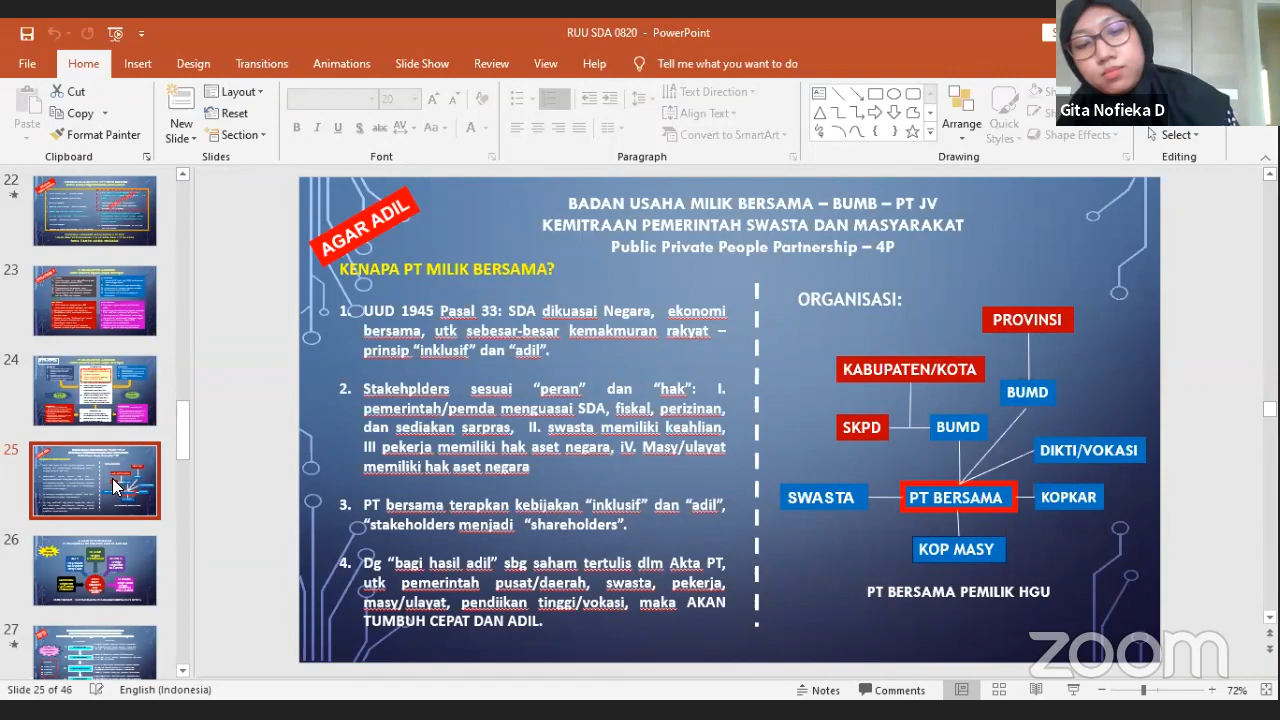 RUU SDA 0820 - PowerPoint
File Home Insert Design Transitions Animations Slide Show Review View Help Tell me what you want to do
Gita Nofieka D
Paste
Cut
Copy
Format Painter
Clipboard
New Slide
Layout
Reset
Section
Slides
20
Font
Text Direction
Align Text
Convert to SmartArt
Paragraph
Arrange
Quick Styles
Shape Effects
Drawing
Select
Editing
22
23
24
25
26
27
AGAR ADIL
BADAN USAHA MILIK BERSAMA – BUMB – PT JV
KEMITRAAN PEMERINTAH SWASTA DAN MASYARAKAT
Public Private People Partnership – 4P
KENAPA PT MILIK BERSAMA?
1. UUD 1945 Pasal 33: SDA dikuasai Negara, ekonomi
bersama, utk sebesar-besar kemakmuran rakyat –
prinsip “inklusif” dan “adil”.
2. Stakehplders sesuai “peran” dan “hak”: I.
pemerintah/pemda menguasai SDA, fiskal, perizinan,
dan sediakan sarpras, II. swasta memiliki keahlian,
III pekerja memiliki hak aset negara, iV. Masy/ulayat
memiliki hak aset negara
3. PT bersama terapkan kebijakan “inklusif” dan “adil”,
“stakeholders menjadi “shareholders”.
4. Dg “bagi hasil adil” sbg saham tertulis dlm Akta PT,
utk pemerintah pusat/daerah, swasta, pekerja,
masy/ulayat, pendiikan tinggi/vokasi, maka AKAN
TUMBUH CEPAT DAN ADIL.
ORGANISASI:
PROVINSI
KABUPATEN/KOTA
BUMD
SKPD
BUMD
DIKTI/VOKASI
SWASTA
PT BERSAMA
KOPKAR
KOP MASY
PT BERSAMA PEMILIK HGU
zoom
Slide 25 of 46 English (Indonesia) Notes Comments 72%